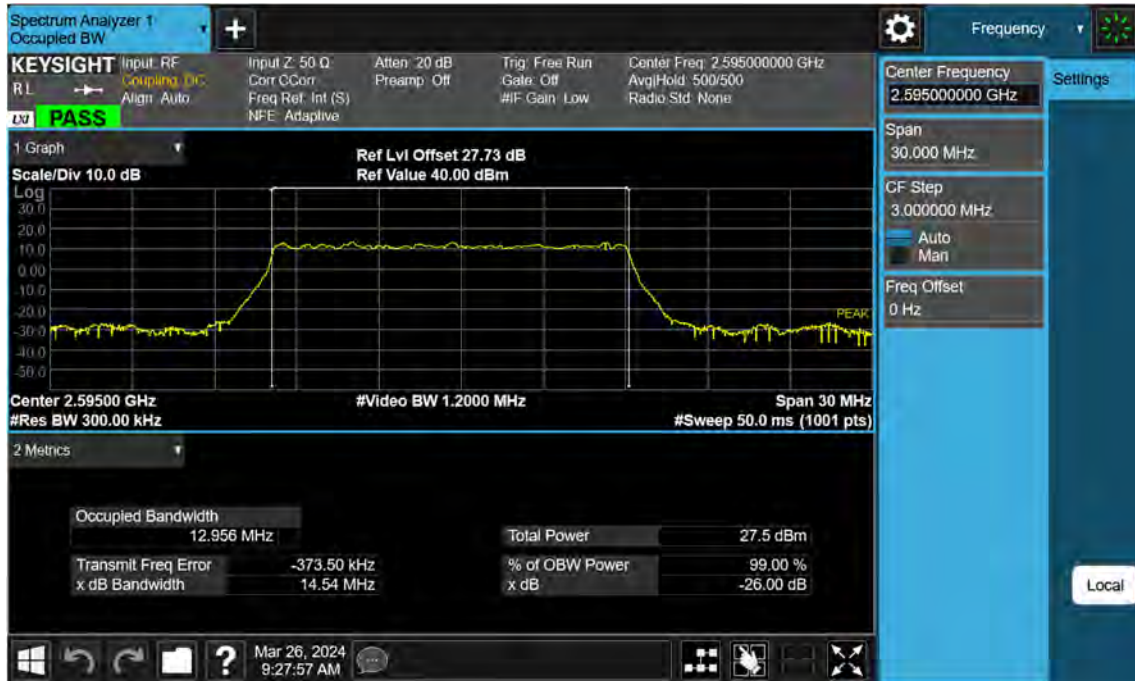 Spectrum Analyzer 1
Occupied BW
+
Frequency
KEYSIGHT Input: RF Input Z: 50 Ω Atten: 20 dB Trig: Free Run Center Freq: 2.595000000 GHz
RL Coupling: DC Corr CCorr Preamp: Off Gate: Off Avg|Hold: 500/500
Align: Auto Freq Ref: Int (S) #IF Gain: Low Radio Std: None
LXI PASS NFE: Adaptive
1 Graph
Ref Lvl Offset 27.73 dB
Scale/Div 10.0 dB Ref Value 40.00 dBm
Log
30.0
20.0
10.0
0.00
-10.0
-20.0
-30.0
-40.0
-50.0
PEAK
Center 2.59500 GHz #Video BW 1.2000 MHz Span 30 MHz
#Res BW 300.00 kHz #Sweep 50.0 ms (1001 pts)
2 Metrics
Occupied Bandwidth
12.956 MHz Total Power 27.5 dBm
Transmit Freq Error -373.50 kHz % of OBW Power 99.00 %
x dB Bandwidth 14.54 MHz x dB -26.00 dB
? Mar 26, 2024
9:27:57 AM
Center Frequency
2.595000000 GHz
Settings
Span
30.000 MHz
CF Step
3.000000 MHz
Auto
Man
Freq Offset
0 Hz
Local